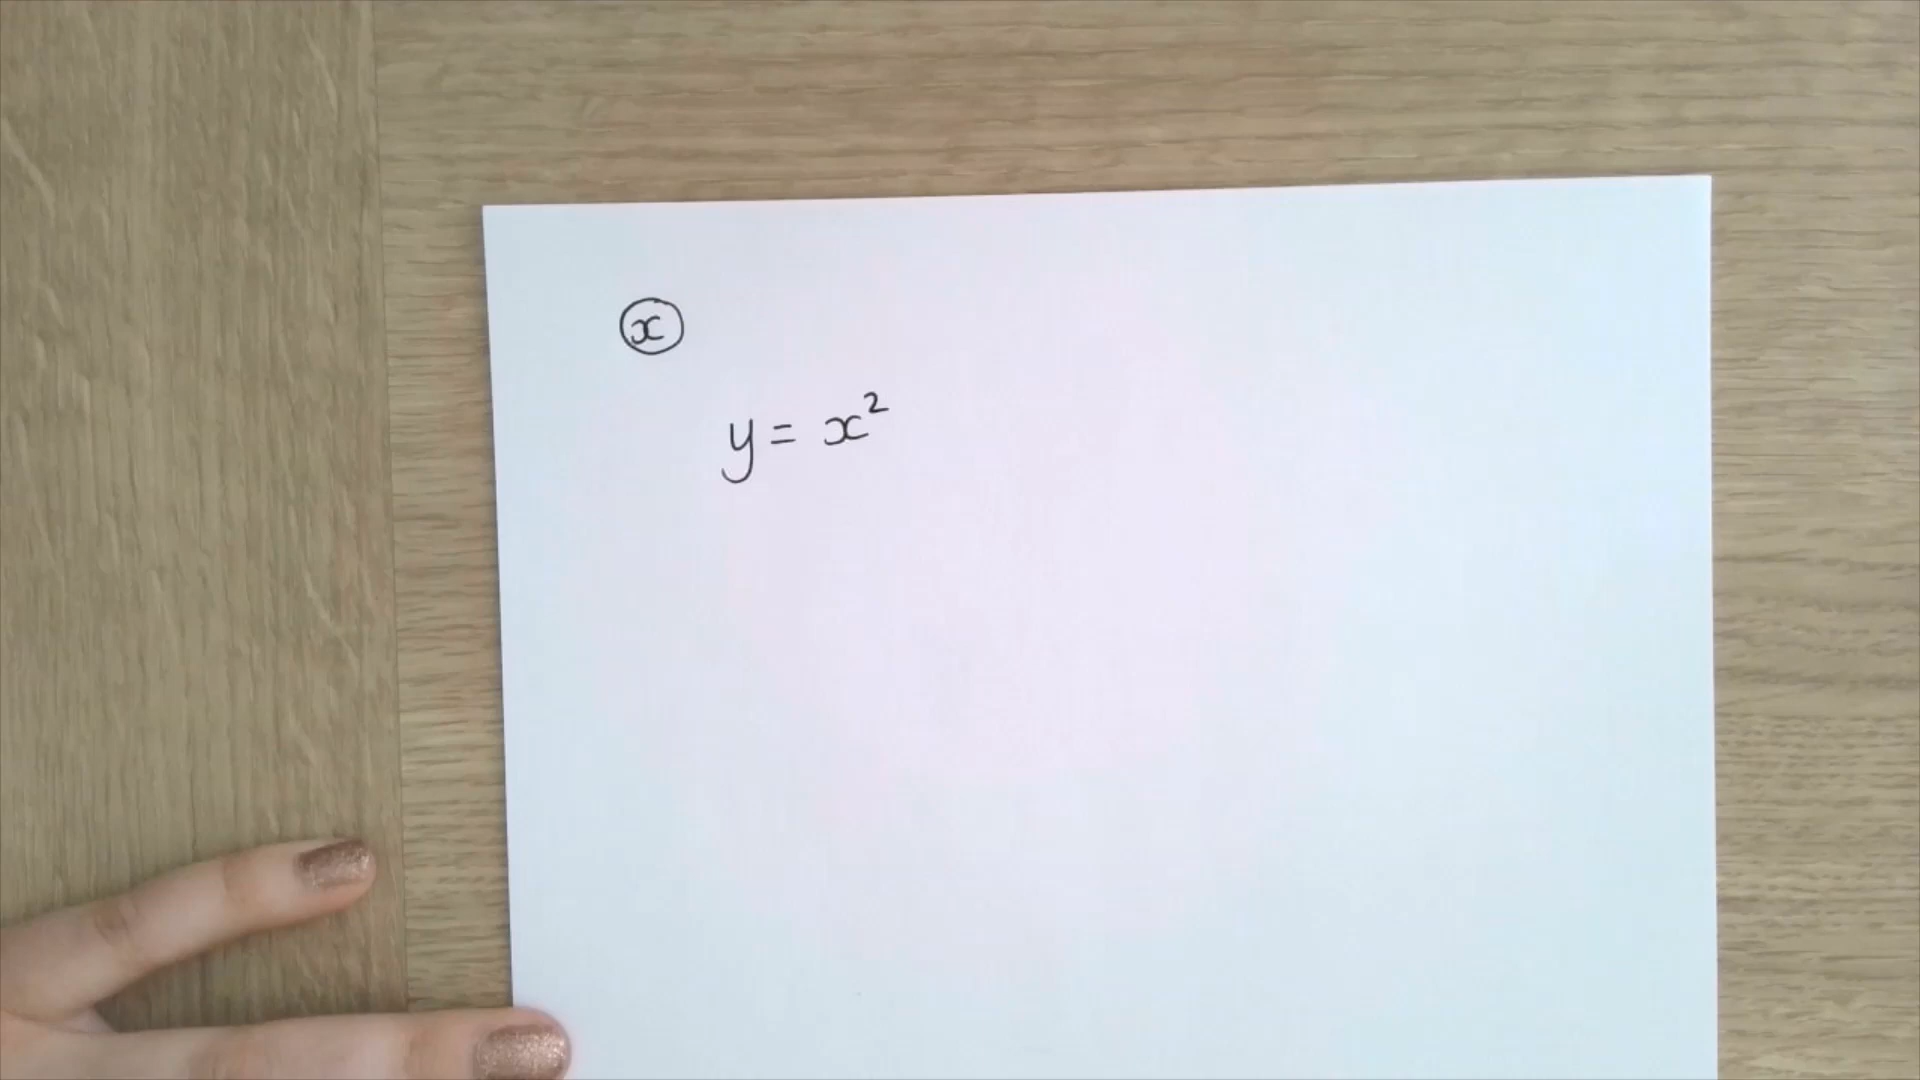 x
y = x²